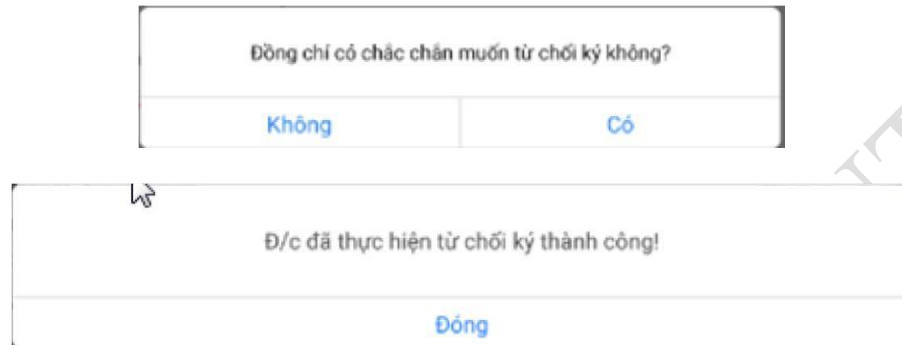 Đồng chí có chắc chắn muốn từ chối ký không?
Không
Có
Đ/c đã thực hiện từ chối ký thành công!
Đóng